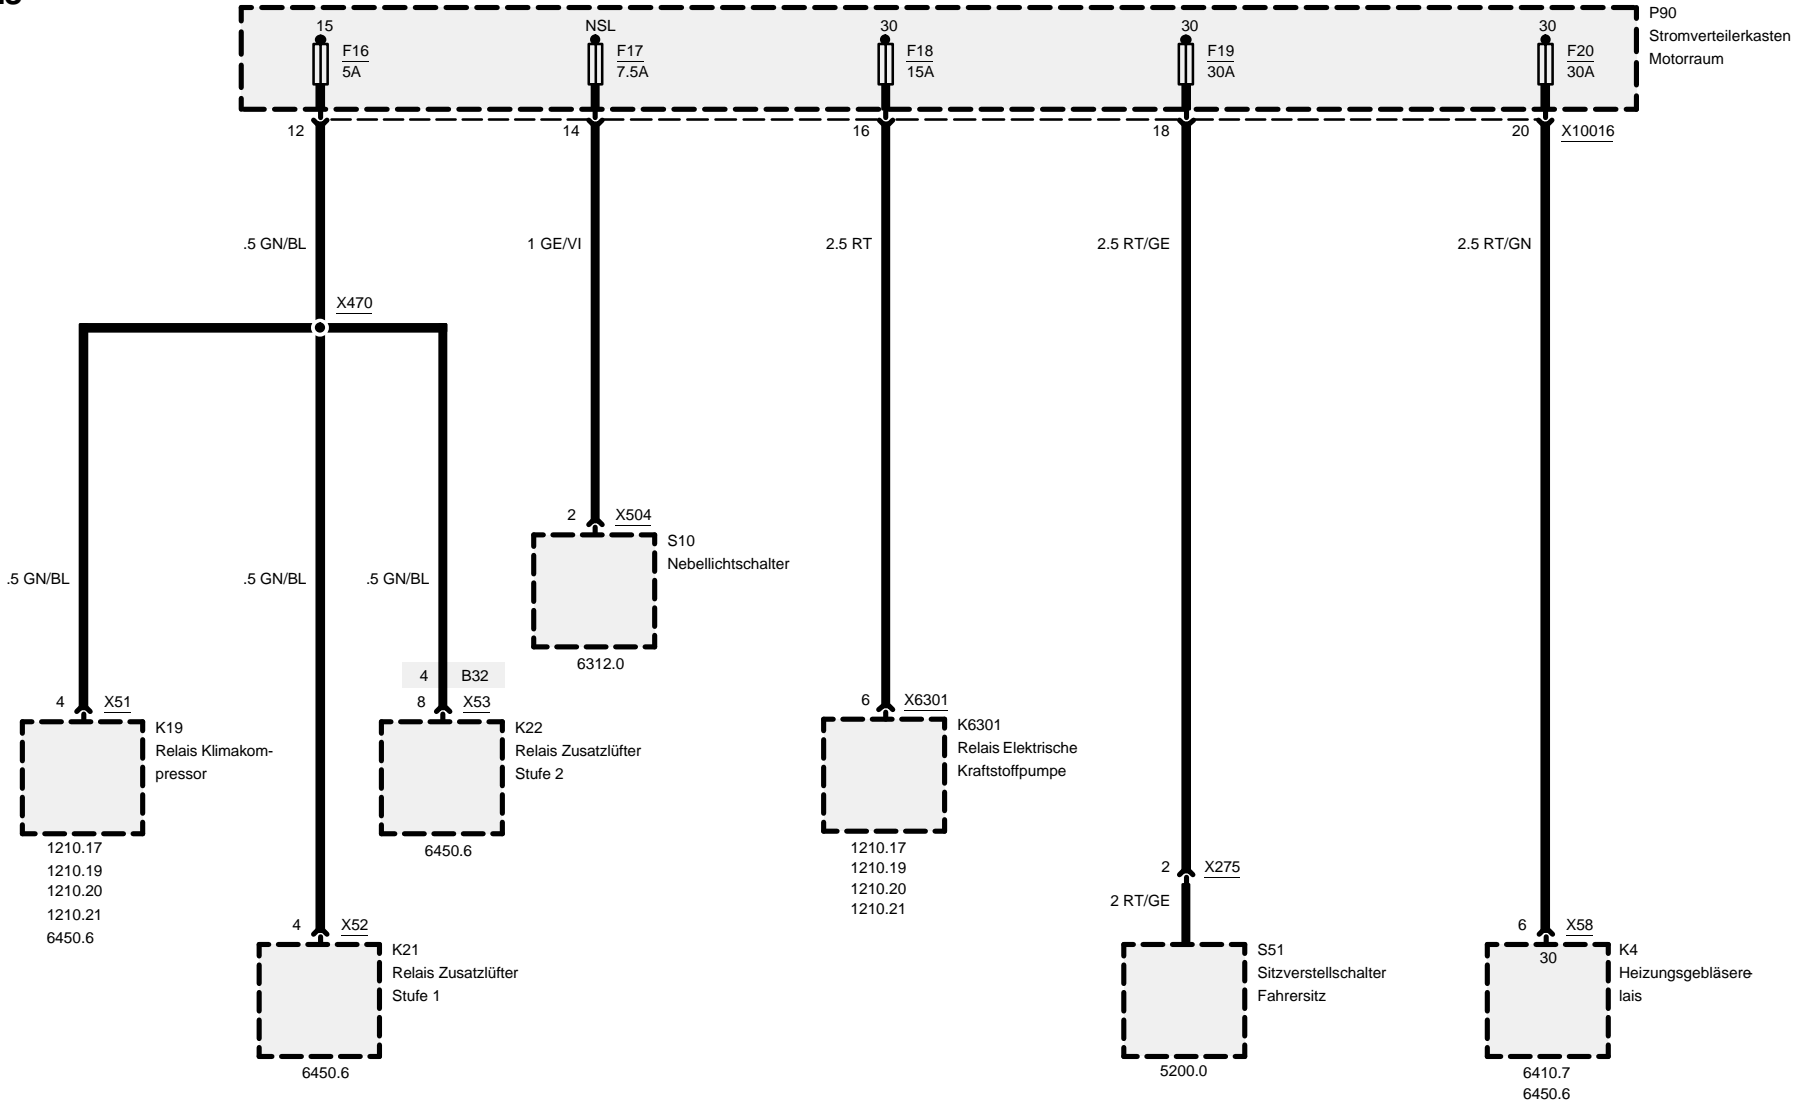 15
NSL
30
30
30
P90
Stromverteilerkasten
Motorraum
F16
5A
F17
7.5A
F18
15A
F19
30A
F20
30A
12
14
16
18
20
X10016
.5 GN/BL
1 GE/VI
2.5 RT
2.5 RT/GE
2.5 RT/GN
X470
2
X504
S10
Nebellichtschalter
6312.0
.5 GN/BL
.5 GN/BL
.5 GN/BL
4
B32
4
X51
8
X53
6
X6301
K19
Relais Klimakom-
pressor
K22
Relais Zusatzlüfter
Stufe 2
K6301
Relais Elektrische
Kraftstoffpumpe
1210.17
1210.19
1210.20
1210.21
6450.6
6450.6
1210.17
1210.19
1210.20
1210.21
2
X275
2 RT/GE
4
X52
6
X58
K21
Relais Zusatzlüfter
Stufe 1
S51
Sitzverstellschalter
Fahrersitz
30
K4
Heizungsgebläsere-
lais
6450.6
5200.0
6410.7
6450.6